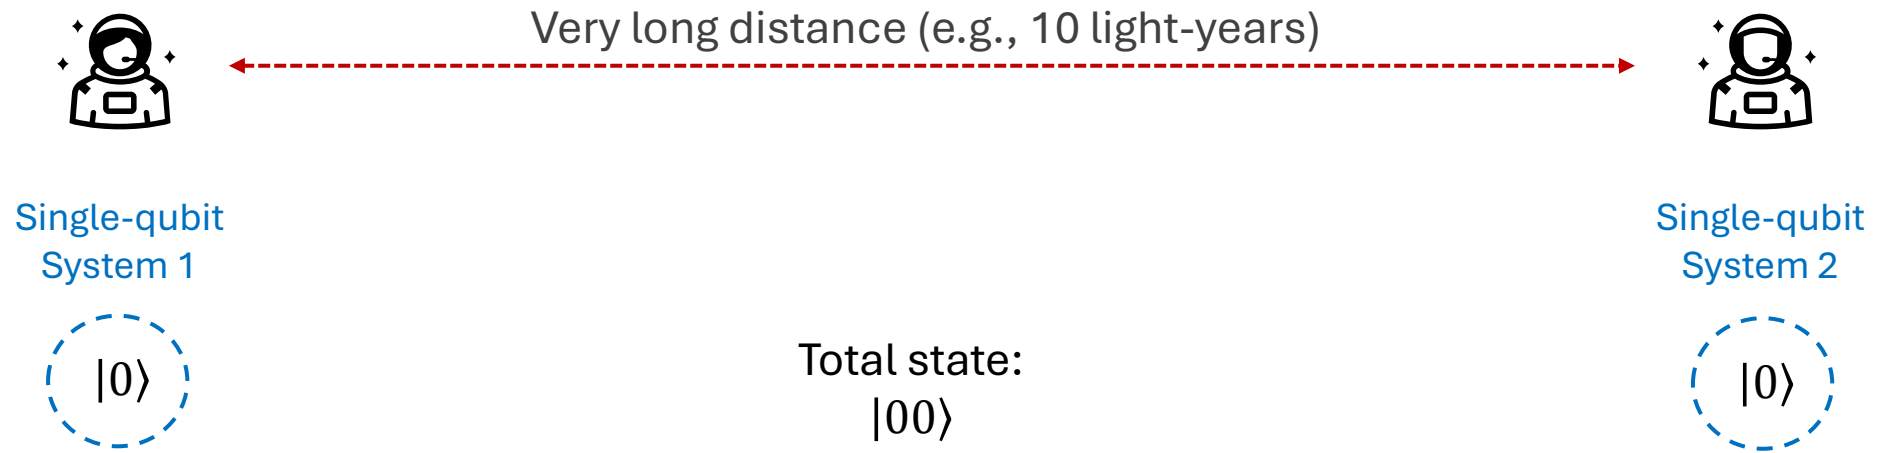 Very long distance (e.g., 10 light-years)
Single-qubit
System 1
Single-qubit
System 2
|0⟩
Total state:
|00⟩
|0⟩